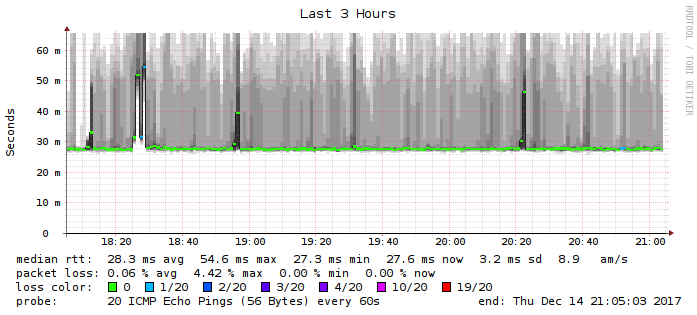 Last 3 Hours
RRDTOOL / TOBI OETIKER
Seconds
60 m
50 m
40 m
30 m
20 m
10 m
0
18:20 18:40 19:00 19:20 19:40 20:00 20:20 20:40 21:00
median rtt: 28.3 ms avg 54.6 ms max 27.3 ms min 27.6 ms now 3.2 ms sd 8.9 am/s
packet loss: 0.06 % avg 4.42 % max 0.00 % min 0.00 % now
loss color: 0 1/20 2/20 3/20 4/20 10/20 19/20
probe: 20 ICMP Echo Pings (56 Bytes) every 60s end: Thu Dec 14 21:05:03 2017